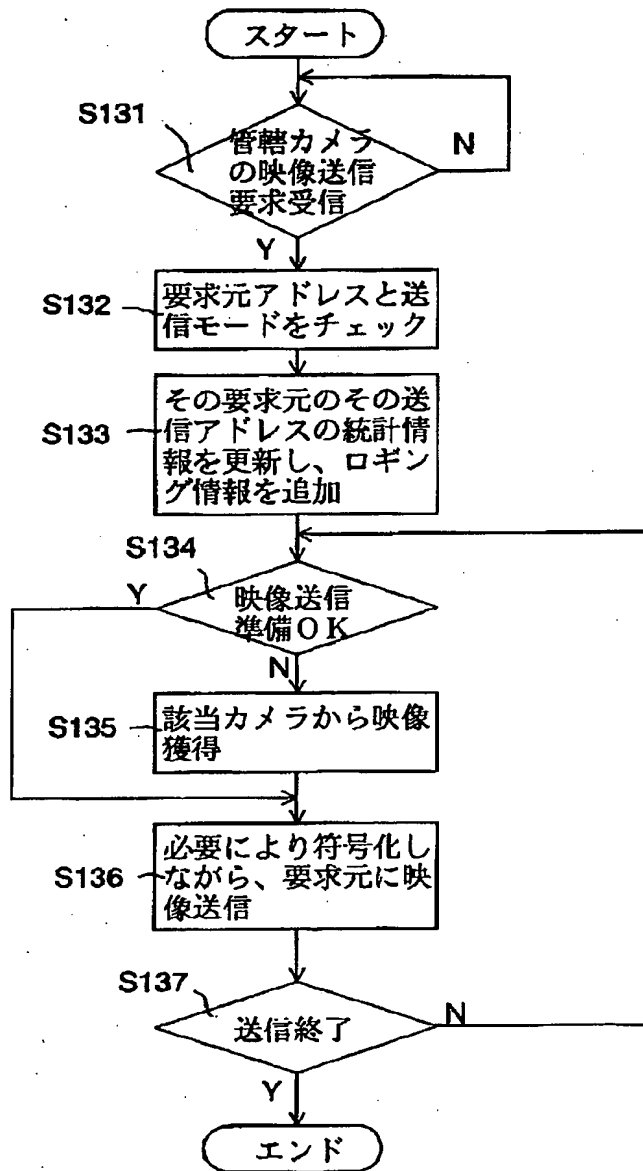 スタート
S131
管轄カメラ
の映像送信
要求受信
N
Y
S132
要求元アドレスと送
信モードをチェック
S133
その要求元のその送
信アドレスの統計情
報を更新し、ロギン
グ情報を追加
S134
Y
映像送信
準備OK
N
S135
該当カメラから映像
獲得
S136
必要により符号化し
ながら、要求元に映
像送信
S137
送信終了
N
Y
エンド